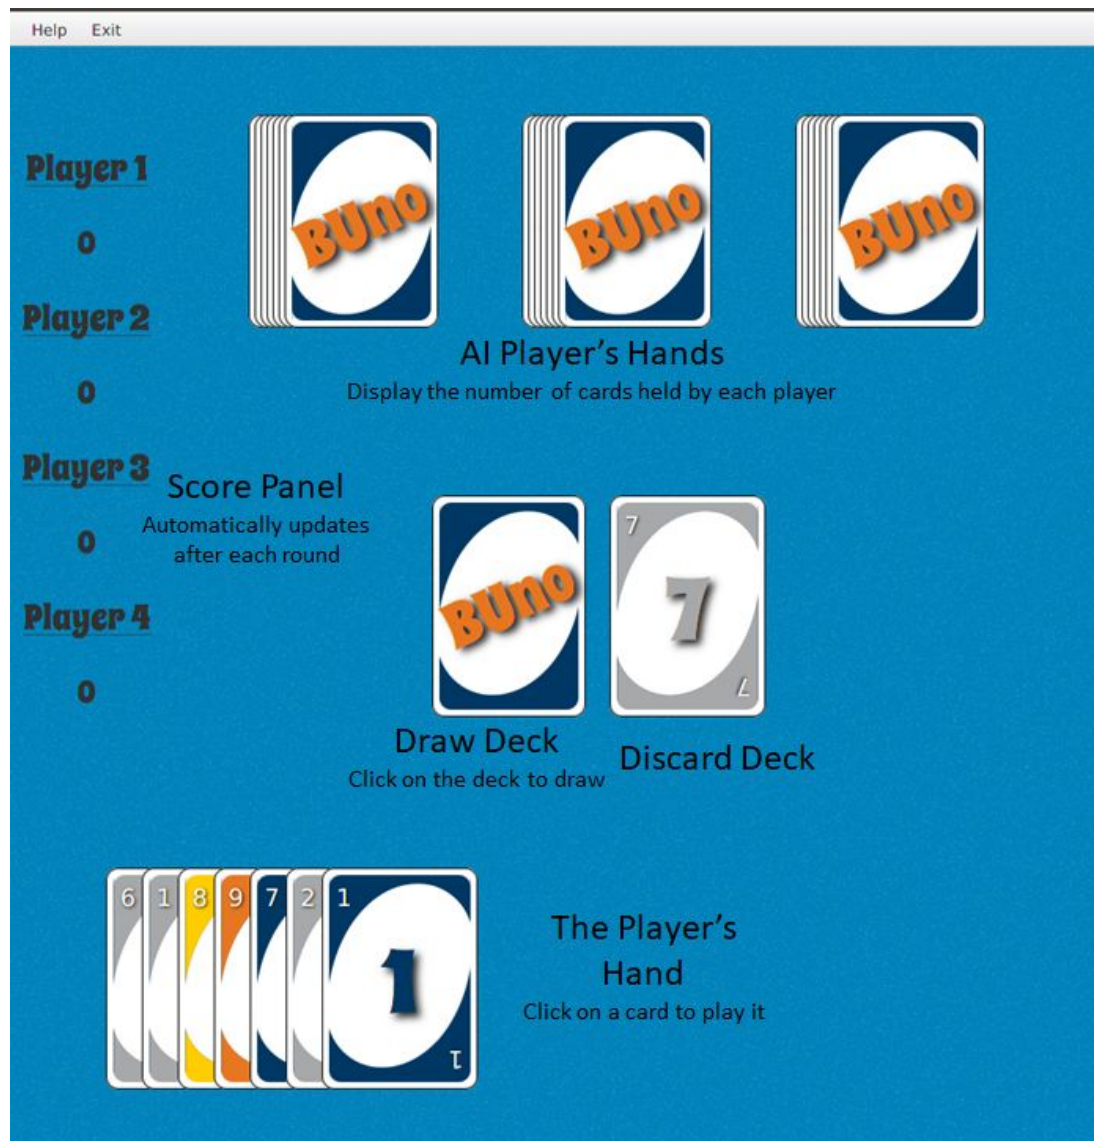 Help Exit
BUno BUno BUno
Player 1
0
Player 2
0
AI Player’s Hands
Display the number of cards held by each player
Player 3
0
Score Panel
Automatically updates
after each round
Player 4
0
BUno
7
7
7
Draw Deck
Click on the deck to draw
Discard Deck
6 1 8 9 7 2 1
1
1
The Player’s
Hand
Click on a card to play it